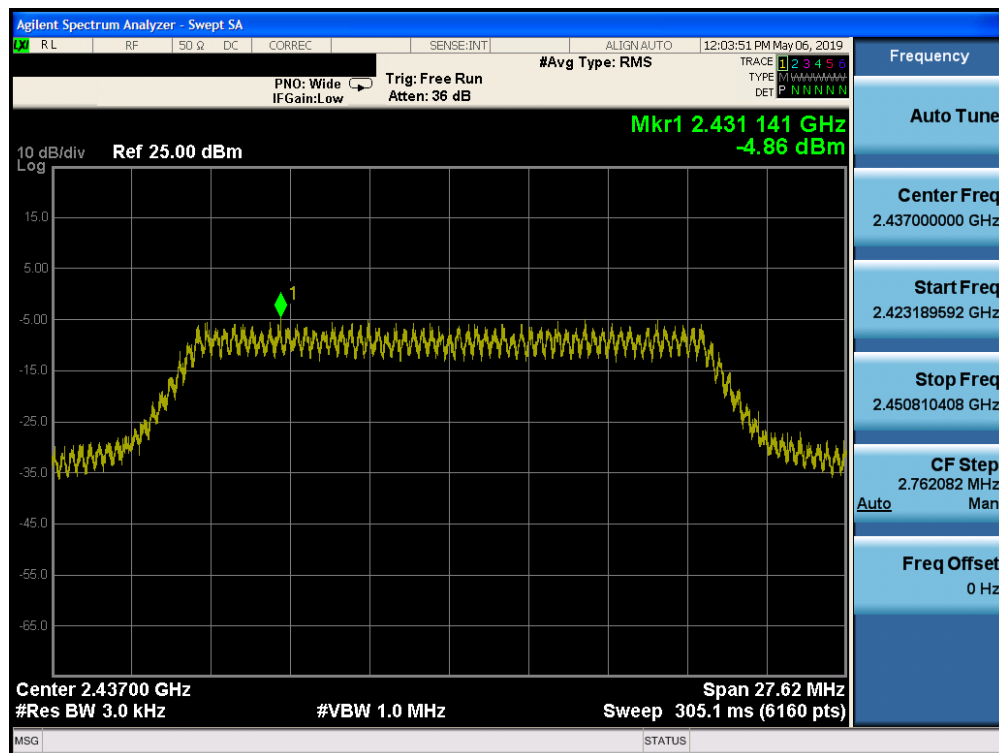 Agilent Spectrum Analyzer - Swept SA
LXI RL RF 50 Ω DC CORREC SENSE:INT ALIGN AUTO 12:03:51 PM May 06, 2019
#Avg Type: RMS TRACE 1 2 3 4 5 6
PNO: Wide Trig: Free Run TYPE M WWWWW
IFGain:Low Atten: 36 dB DET P N N N N N
Mkr1 2.431 141 GHz
-4.86 dBm
10 dB/div Ref 25.00 dBm
Log
15.0
5.00
1
-5.00
-15.0
-25.0
-35.0
-45.0
-55.0
-65.0
Center 2.43700 GHz Span 27.62 MHz
#Res BW 3.0 kHz #VBW 1.0 MHz Sweep 305.1 ms (6160 pts)
MSG STATUS
Frequency
Auto Tune
Center Freq
2.437000000 GHz
Start Freq
2.423189592 GHz
Stop Freq
2.450810408 GHz
CF Step
2.762082 MHz
Auto Man
Freq Offset
0 Hz